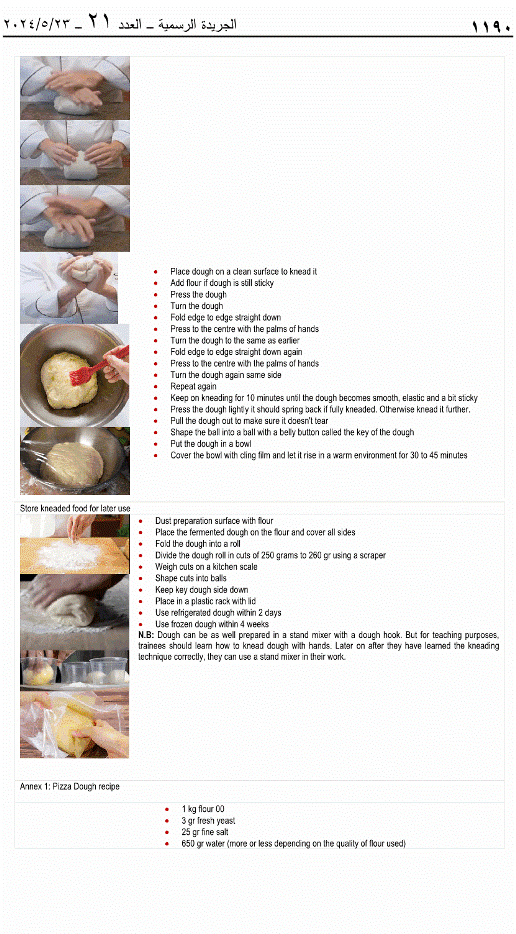 ١١٩٠
الجريدة الرسمية ـ العدد ٢١ ـ ٢٠٢٤/٥/٢٣
Place dough on a clean surface to knead it
Add flour if dough is still sticky
Press the dough
Turn the dough
Fold edge to edge straight down
Press to the centre with the palms of hands
Turn the dough to the same as earlier
Fold edge to edge straight down again
Press to the centre with the palms of hands
Turn the dough again same side
Repeat again
Keep on kneading for 10 minutes until the dough becomes smooth, elastic and a bit sticky
Press the dough lightly it should spring back if fully kneaded. Otherwise knead it further.
Pull the dough out to make sure it doesn't tear
Shape the ball into a ball with a belly button called the key of the dough
Put the dough in a bowl
Cover the bowl with cling film and let it rise in a warm environment for 30 to 45 minutes
Store kneaded food for later use
Dust preparation surface with flour
Place the fermented dough on the flour and cover all sides
Fold the dough into a roll
Divide the dough roll in cuts of 250 grams to 260 gr using a scraper
Weigh cuts on a kitchen scale
Shape cuts into balls
Keep key dough side down
Place in a plastic rack with lid
Use refrigerated dough within 2 days
Use frozen dough within 4 weeks
N.B: Dough can be as well prepared in a stand mixer with a dough hook. But for teaching purposes,
trainees should learn how to knead dough with hands. Later on after they have learned the kneading
technique correctly, they can use a stand mixer in their work.
Annex 1: Pizza Dough recipe
1 kg flour 00
3 gr fresh yeast
25 gr fine salt
650 gr water (more or less depending on the quality of flour used)